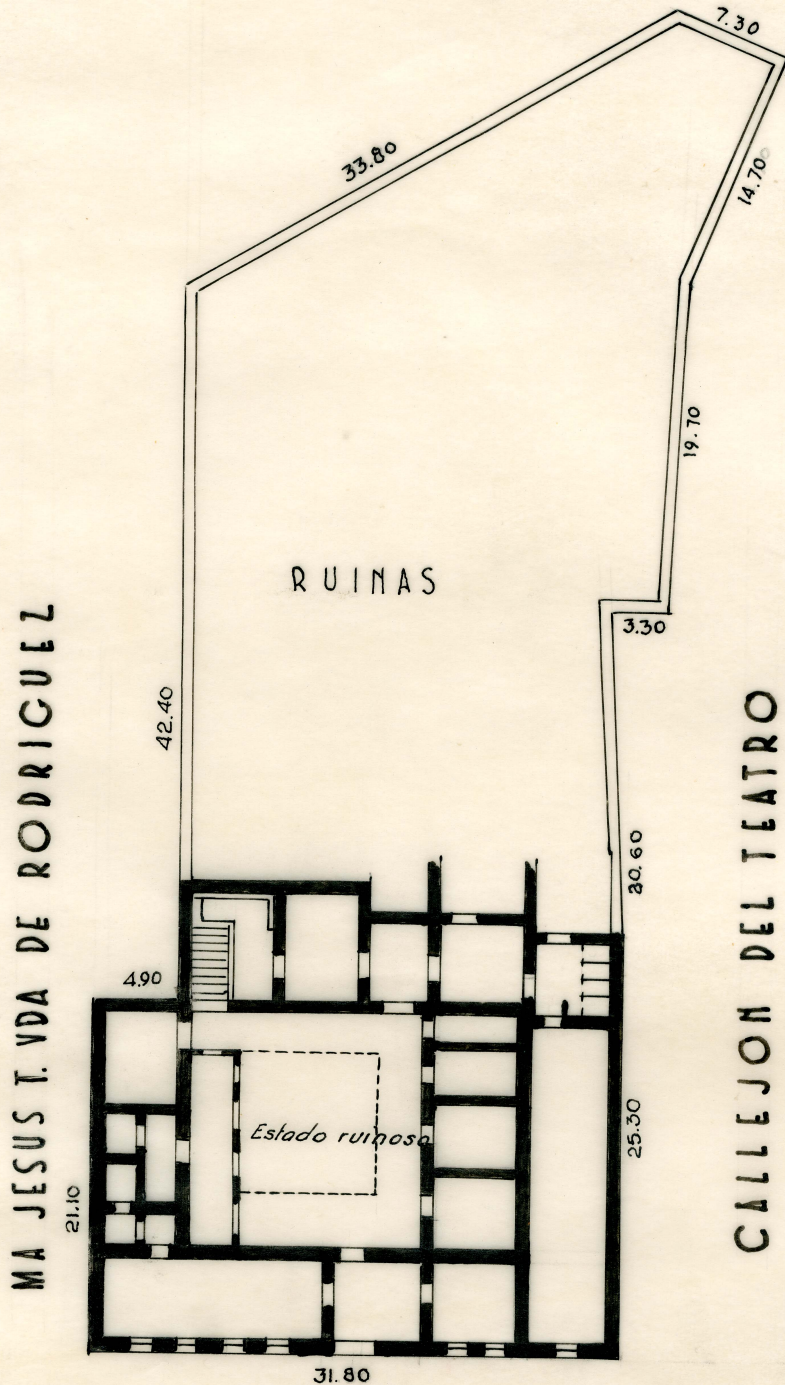 7.30
33.80
14.70
19.70
RUINAS
3.30
42.40
20.60
4.90
Estado ruinoso
25.30
21.10
31.80
MA JESUS T. VDA DE RODRIGUEZ
CALLEJON DEL TEATRO